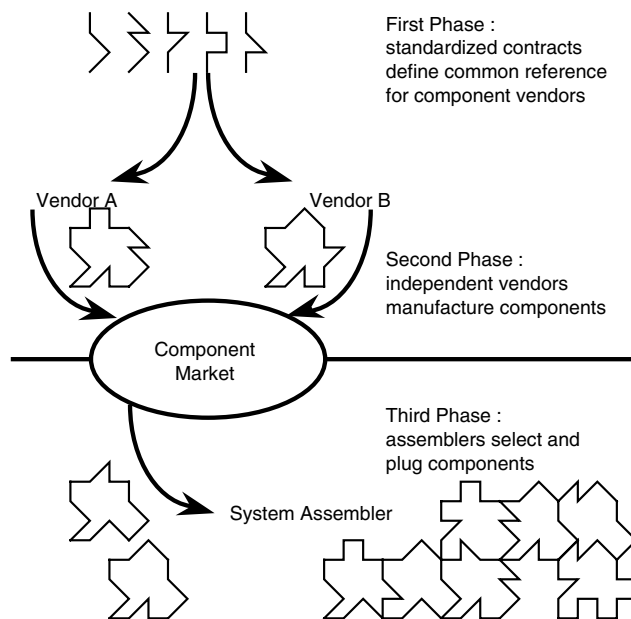 First Phase :
standardized contracts
define common reference
for component vendors
Vendor A
Vendor B
Second Phase :
independent vendors
manufacture components
Component
Market
Third Phase :
assemblers select and
plug components
System Assembler